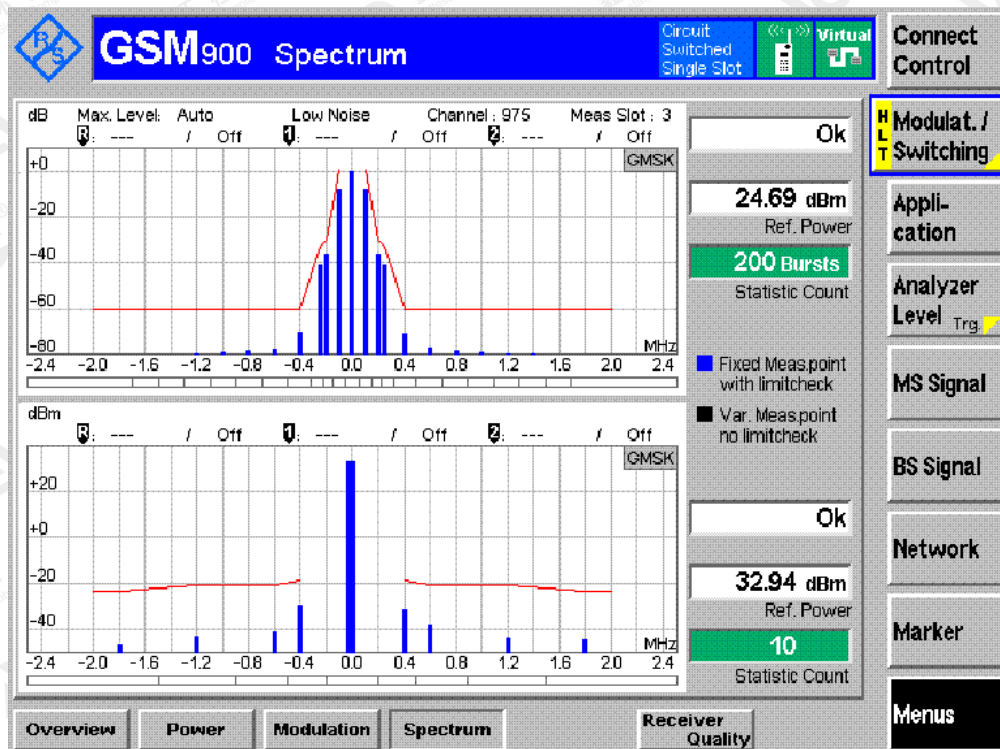 R S
GSM900 Spectrum
Circuit
Switched
Single Slot
Virtual
Connect
Control
dB Max. Level: Auto Low Noise Channel : 975 Meas Slot : 3
R: --- / Off 1: --- / Off 2: --- / Off
GMSK
+0
-20
-40
-60
-80
MHz
-2.4 -2.0 -1.6 -1.2 -0.8 -0.4 0.0 0.4 0.8 1.2 1.6 2.0 2.4
Ok
24.69 dBm
Ref. Power
200 Bursts
Statistic Count
Fixed Meas.point
with limitcheck
Var. Meas.point
no limitcheck
dBm
R: --- / Off 1: --- / Off 2: --- / Off
GMSK
+20
+0
-20
-40
MHz
-2.4 -2.0 -1.6 -1.2 -0.8 -0.4 0.0 0.4 0.8 1.2 1.6 2.0 2.4
Ok
32.94 dBm
Ref. Power
10
Statistic Count
H
L
T
Modulat. /
Switching
Appli-
cation
Analyzer
Level Trg.
MS Signal
BS Signal
Network
Marker
Menus
Overview
Power
Modulation
Spectrum
Receiver
Quality